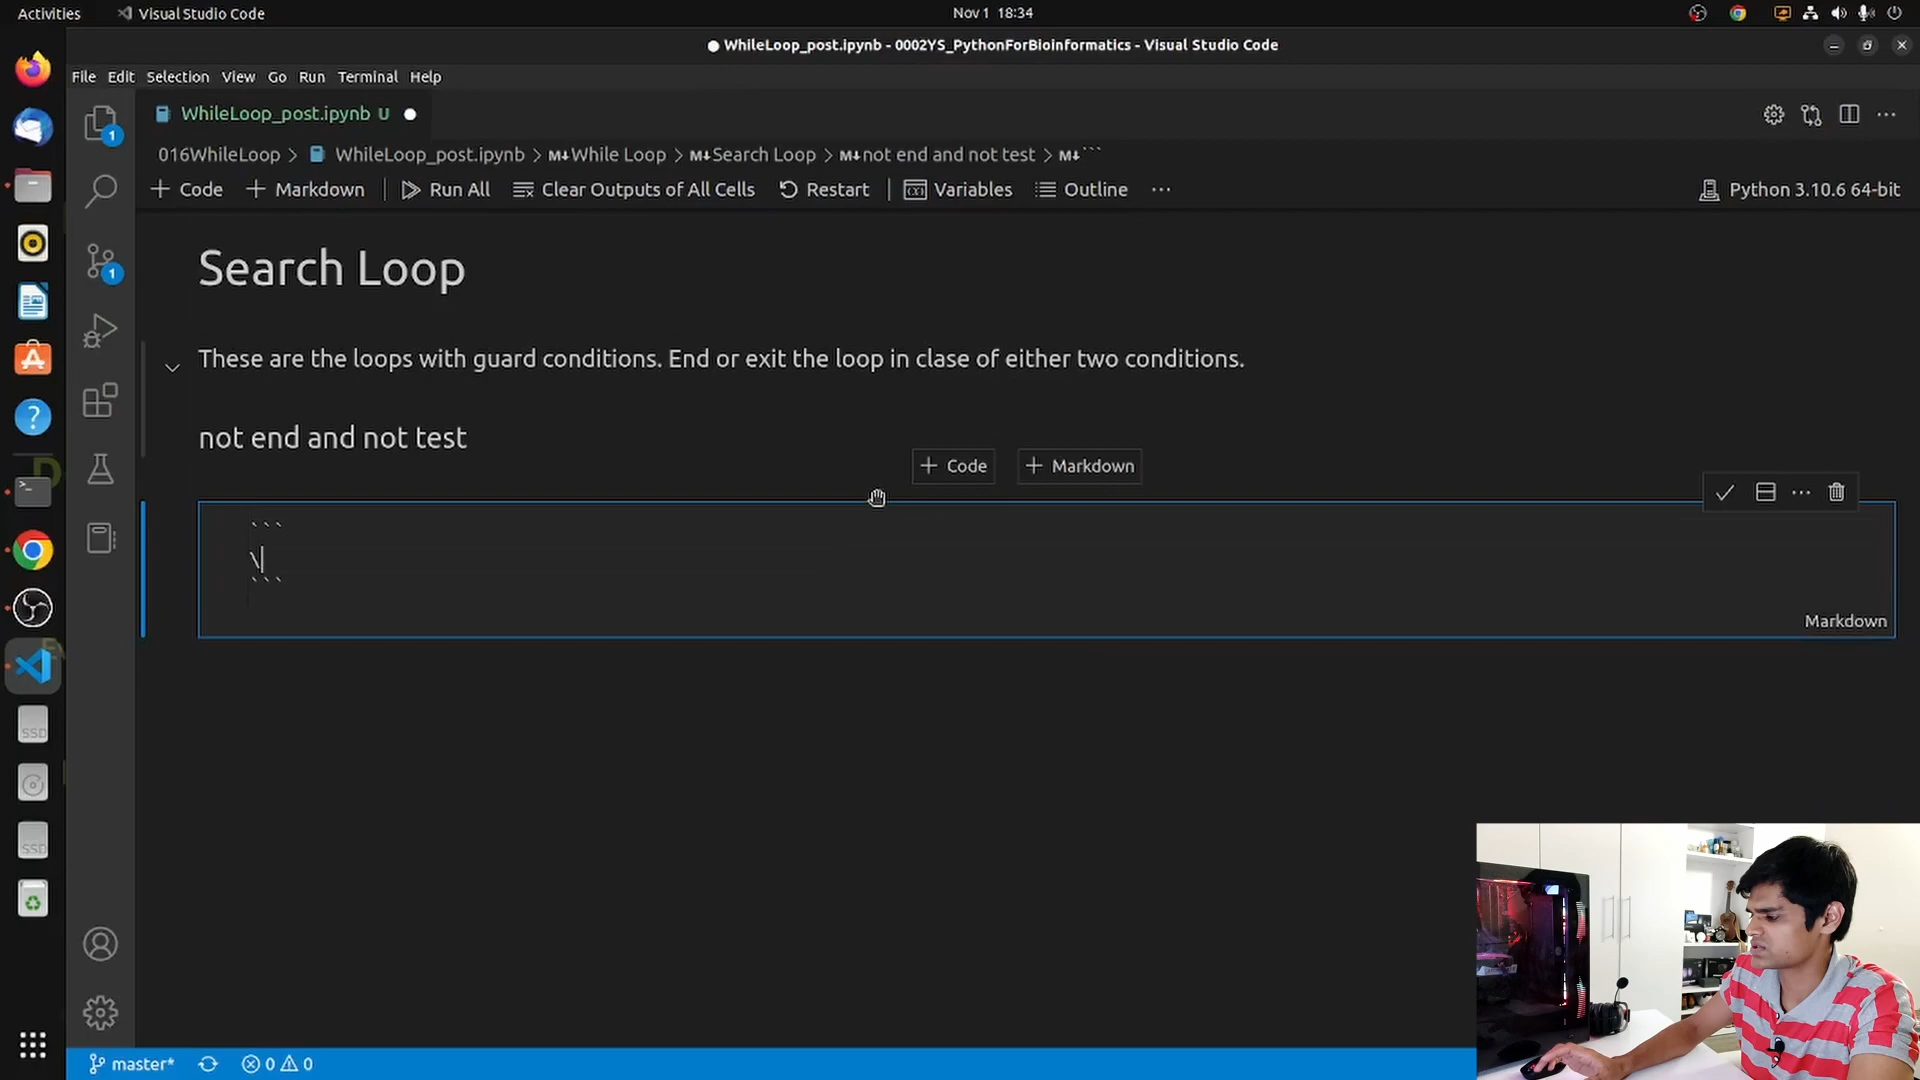 Activities Visual Studio Code Nov 1 18:34
WhileLoop_post.ipynb - 0002YS_PythonForBioinformatics - Visual Studio Code
File Edit Selection View Go Run Terminal Help
WhileLoop_post.ipynb U
1
016WhileLoop > WhileLoop_post.ipynb > M↓While Loop > M↓Search Loop > M↓not end and not test > M↓```
+ Code + Markdown Run All Clear Outputs of All Cells Restart Variables Outline ··· Python 3.10.6 64-bit
Search Loop
1
These are the loops with guard conditions. End or exit the loop in clase of either two conditions.
not end and not test
+ Code + Markdown
```
\
```
Markdown
SSD
SSD
master* 0 0